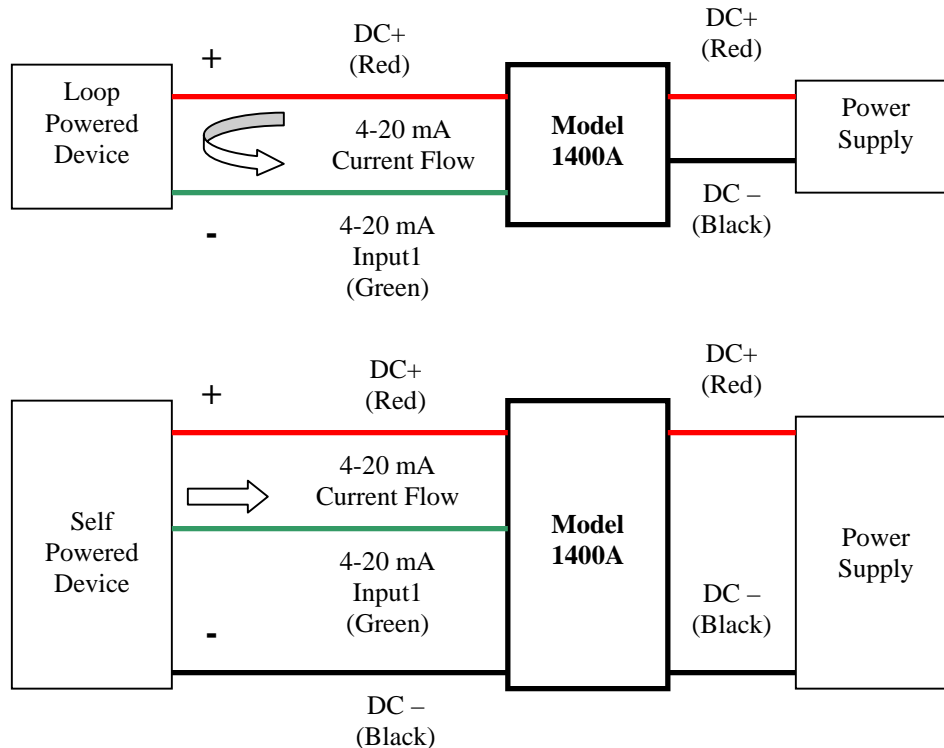 DC+
(Red)
DC+
(Red)
+
Loop
Powered
Device
4-20 mA
Current Flow
Model
1400A
Power
Supply
-
4-20 mA
Input1
(Green)
DC –
(Black)
DC+
(Red)
DC+
(Red)
+
4-20 mA
Current Flow
Self
Powered
Device
Model
1400A
Power
Supply
4-20 mA
Input1
(Green)
DC –
(Black)
-
DC –
(Black)